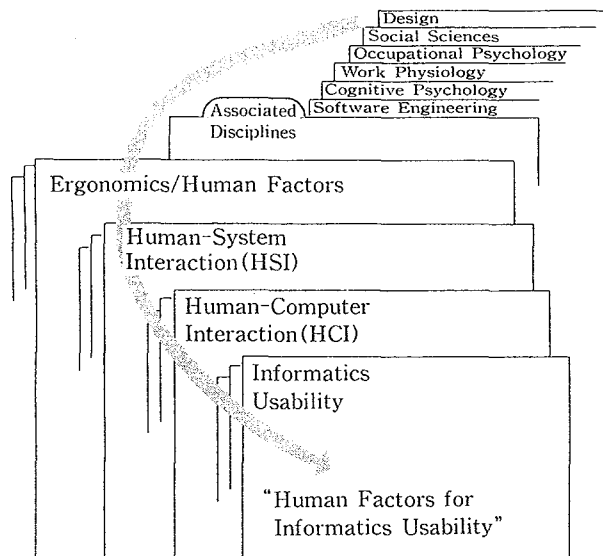 Design
Social Sciences
Occupational Psychology
Work Physiology
Cognitive Psychology
Software Engineering
Associated
Disciplines
Ergonomics/Human Factors
Human-System
Interaction(HSI)
Human-Computer
Interaction(HCI)
Informatics
Usability
“Human Factors for
Informatics Usability”